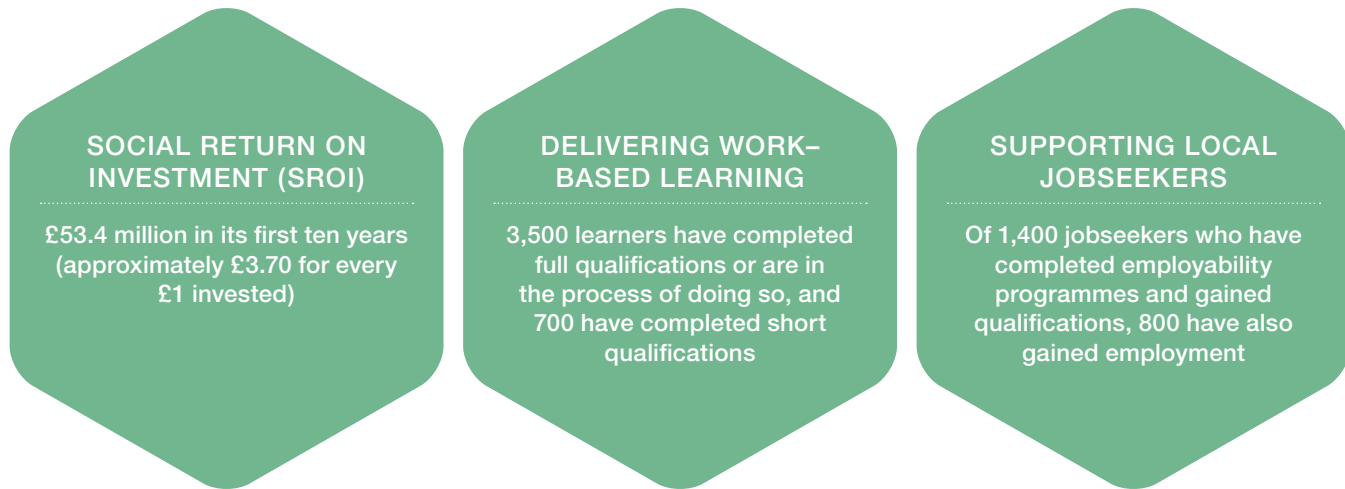 SOCIAL RETURN ON
INVESTMENT (SROI)
£53.4 million in its first ten years
(approximately £3.70 for every
£1 invested)
DELIVERING WORK–
BASED LEARNING
3,500 learners have completed
full qualifications or are in
the process of doing so, and
700 have completed short
qualifications
SUPPORTING LOCAL
JOBSEEKERS
Of 1,400 jobseekers who have
completed employability
programmes and gained
qualifications, 800 have also
gained employment